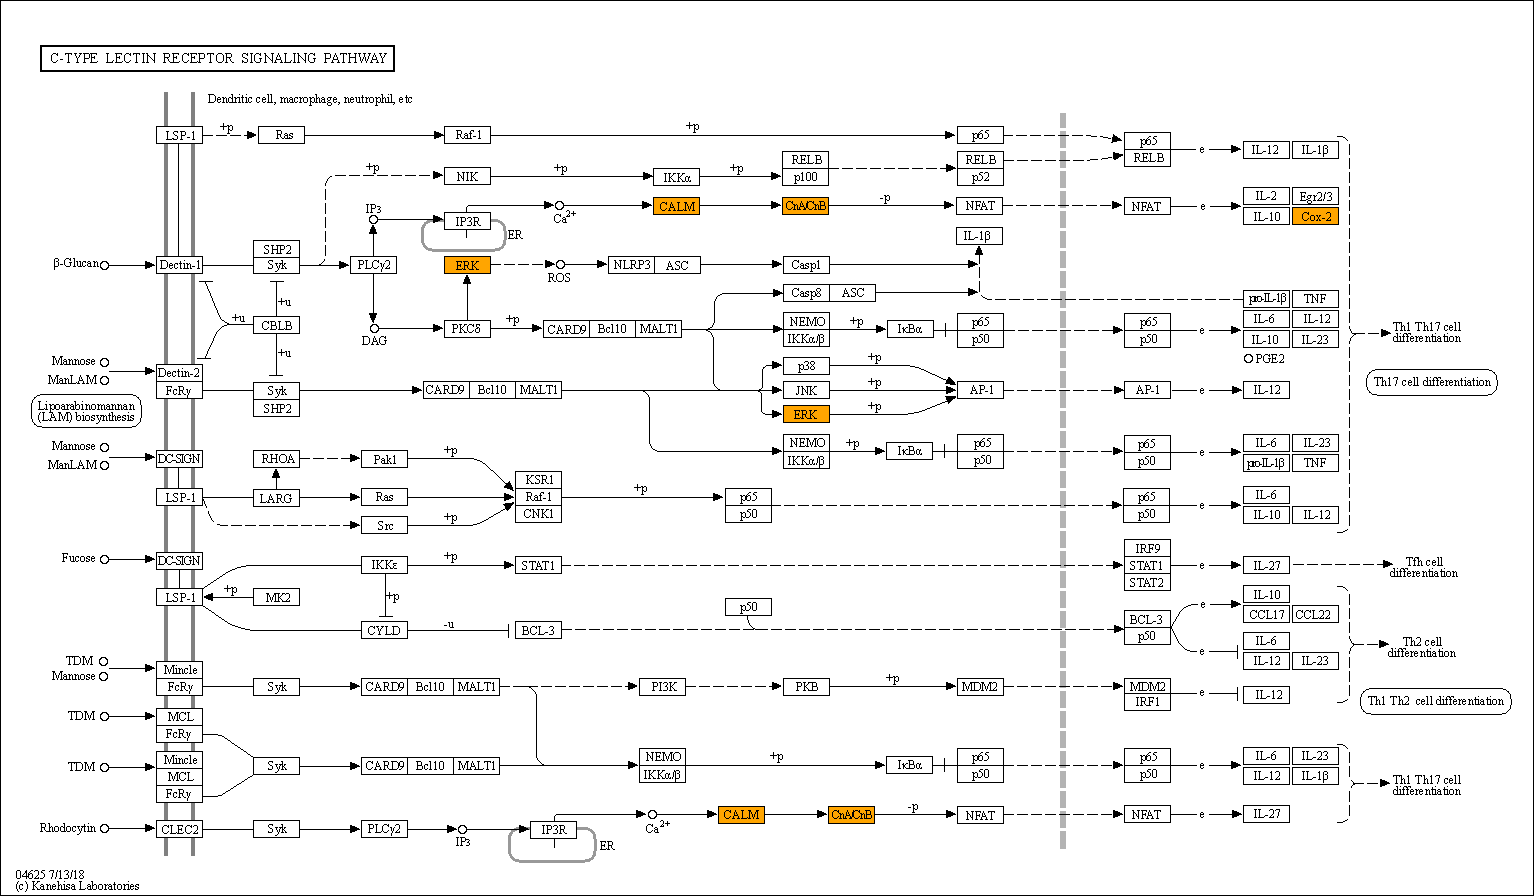 C-TYPE LECTIN RECEPTOR SIGNALING PATHWAY
Dendritic cell, macrophage, neutrophil, etc
LSP-1 +p Ras Raf-1 +p p65 p65 RELB e IL-12 IL-1β
NIK +p IKKα +p RELB p100 RELB p52
+p
IP3 IP3R ER Ca2+ CALM CnA/CnB -p NFAT NFAT e IL-2 Egr2/3
IL-10 Cox-2
IL-1β
β-Glucan Dectin-1 SHP2 Syk PLCγ2 ERK ROS NLRP3 ASC Casp1
Casp8 ASC pro-IL-1β TNF
+u +u CBLB +u
DAG PKCδ +p CARD9 Bcl10 MALT1 NEMO IKKα/β +p IκBα p65 p50 p65 p50 e IL-6 IL-12
IL-10 IL-23
PGE2
Th1 Th17 cell
differentiation
Th17 cell differentiation
Mannose
ManLAM
Dectin-2 FcRγ Syk SHP2 CARD9 Bcl10 MALT1
p38 +p
JNK +p AP-1 AP-1 e IL-12
ERK +p
Lipoarabinomannan
(LAM) biosynthesis
NEMO IKKα/β +p IκBα p65 p50 p65 p50 e IL-6 IL-23
pro-IL-1β TNF
Mannose
ManLAM
DC-SIGN RHOA Pak1 +p
LSP-1 LARG Ras KSR1 Raf-1 CNK1 +p p65 p50 p65 p50 e IL-6
IL-10 IL-12
Src +p
Fucose DC-SIGN IKKε +p STAT1 IRF9 STAT1 STAT2 e IL-27 Tfh cell
differentiation
LSP-1 +p MK2 +p
CYLD -u BCL-3 p50 BCL-3 p50 e IL-10
CCL17 CCL22
e IL-6
IL-12 IL-23
Th2 cell
differentiation
TDM
Mannose
Mincle FcRγ Syk CARD9 Bcl10 MALT1 PI3K PKB +p MDM2 MDM2 IRF1 e IL-12
Th1 Th2 cell differentiation
TDM MCL FcRγ
TDM Mincle MCL FcRγ Syk CARD9 Bcl10 MALT1 NEMO IKKα/β +p IκBα p65 p50 p65 p50 e IL-6 IL-23
IL-12 IL-1β
Th1 Th17 cell
differentiation
Rhodocytin CLEC2 Syk PLCγ2 IP3 IP3R ER Ca2+ CALM CnA/CnB -p NFAT NFAT e IL-27
04625 7/13/18
(c) Kanehisa Laboratories